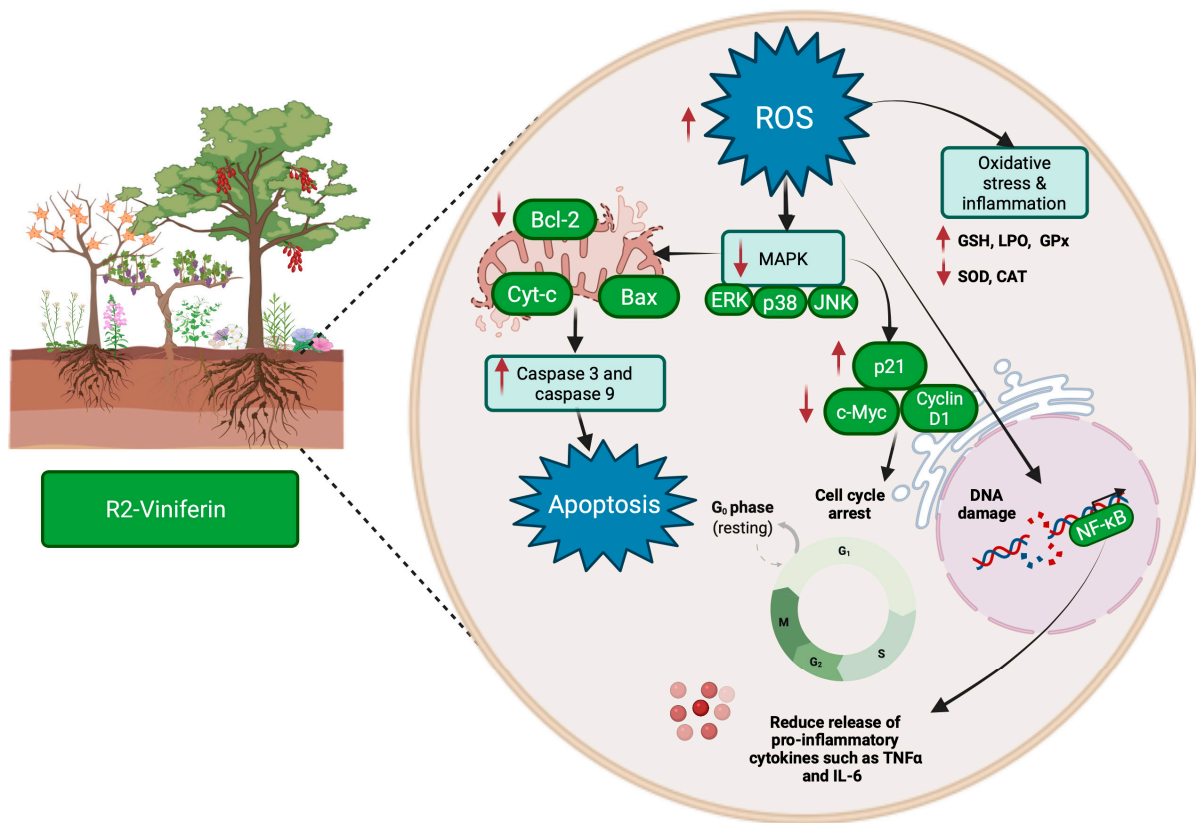 R2-Viniferin
ROS
Oxidative
stress &
inflammation
GSH, LPO, GPx
SOD, CAT
MAPK
ERK
p38
JNK
Bcl-2
Cyt-c
Bax
Caspase 3 and
caspase 9
Apoptosis
p21
c-Myc
Cyclin
D1
Cell cycle
arrest
G₀ phase
(resting)
G₁
S
G₂
M
DNA
damage
NF-κB
Reduce release of
pro-inflammatory
cytokines such as TNFα
and IL-6